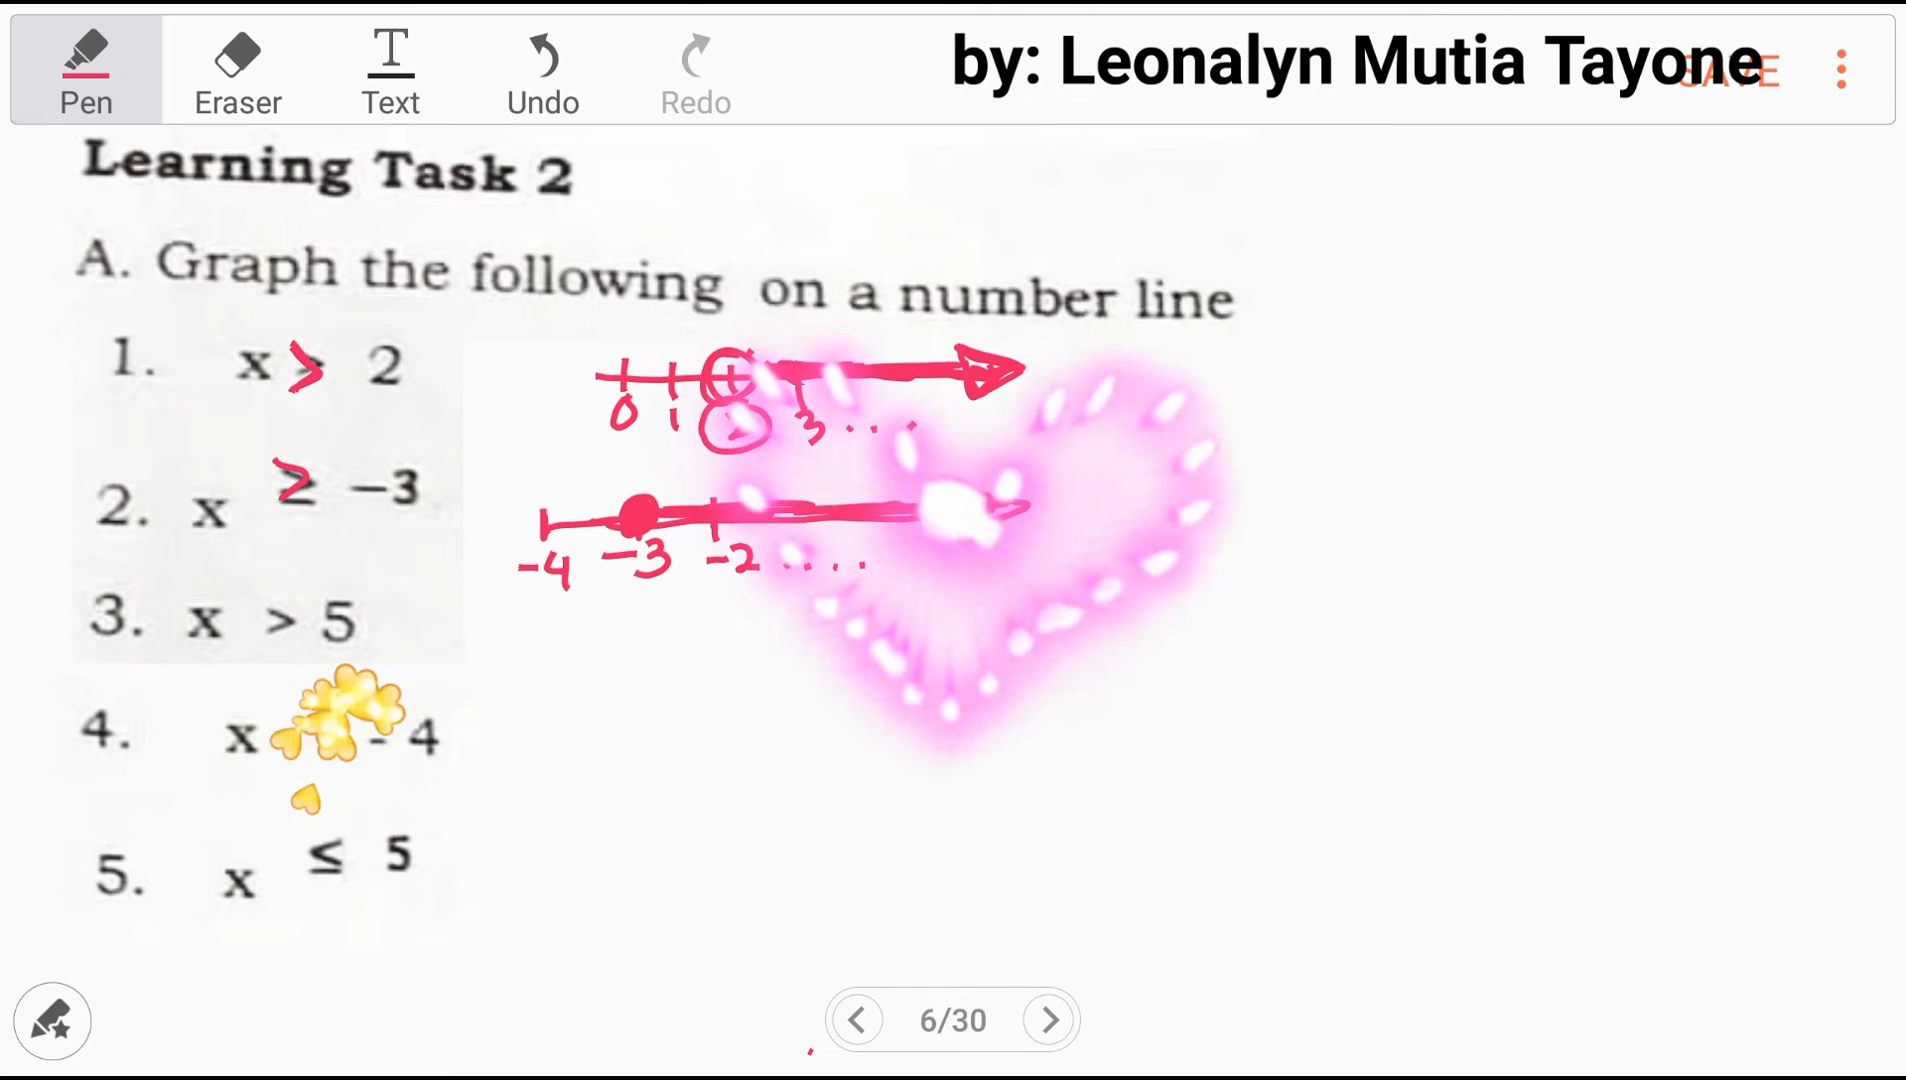 by: Leonalyn Mutia Tayone
Pen Eraser Text Undo Redo SAVE
Learning Task 2
A. Graph the following on a number line
1. x > 2
0 1 2 3 ...
2. x ≥ -3
-4 -3 -2 ....
3. x > 5
4. x - 4
5. x ≤ 5
6/30